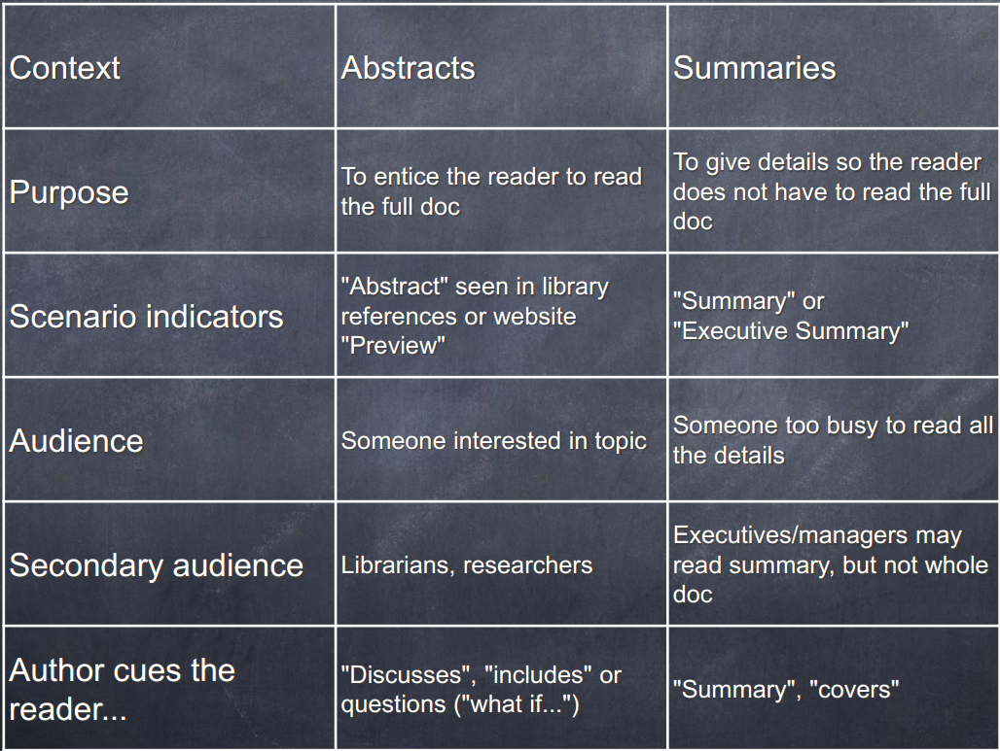 Context
Abstracts
Summaries
Purpose
To entice the reader to read
the full doc
To give details so the reader
does not have to read the full
doc
Scenario indicators
"Abstract" seen in library
references or website
"Preview"
"Summary" or
"Executive Summary"
Audience
Someone interested in topic
Someone too busy to read all
the details
Secondary audience
Librarians, researchers
Executives/managers may
read summary, but not whole
doc
Author cues the
reader...
"Discusses", "includes" or
questions ("what if...")
"Summary", "covers"